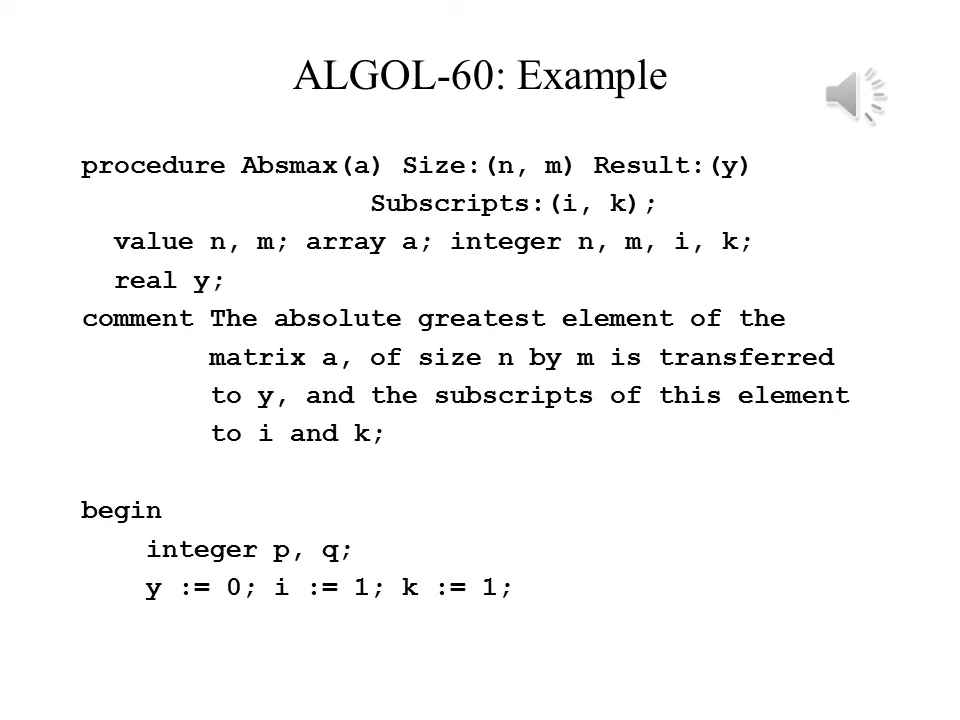 ALGOL-60: Example
procedure Absmax(a) Size:(n, m) Result:(y)
Subscripts:(i, k);
value n, m; array a; integer n, m, i, k;
real y;
comment The absolute greatest element of the
matrix a, of size n by m is transferred
to y, and the subscripts of this element
to i and k;
begin
integer p, q;
y := 0; i := 1; k := 1;